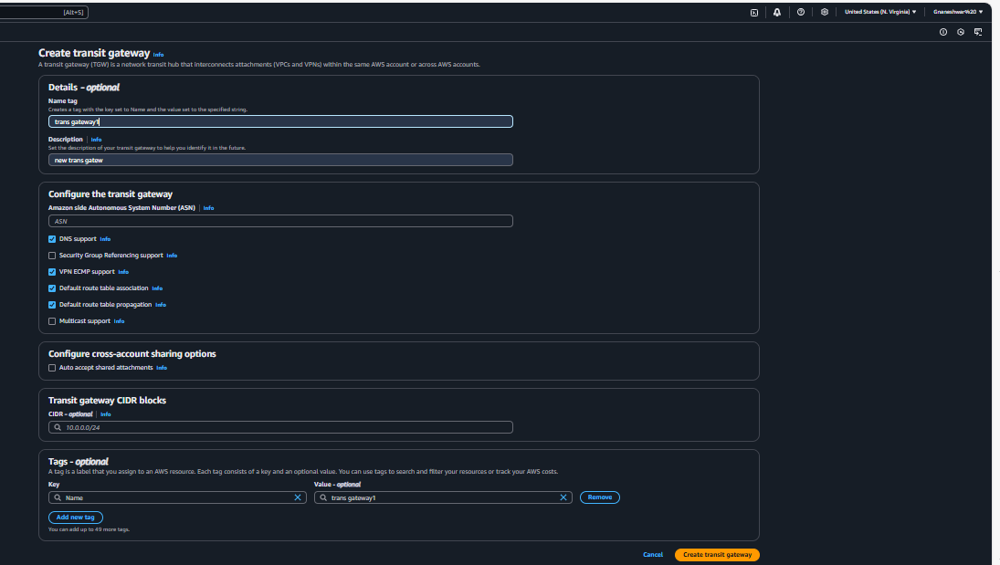 [Alt+S]
United States (N. Virginia) ▼
Gnaneshwar%20 ▼
Create transit gateway Info
A transit gateway (TGW) is a network transit hub that interconnects attachments (VPCs and VPNs) within the same AWS account or across AWS accounts.
Details - optional
Name tag
Creates a tag with the key set to Name and the value set to the specified string.
trans gateway1
Description Info
Set the description of your transit gateway to help you identify it in the future.
new trans gatew
Configure the transit gateway
Amazon side Autonomous System Number (ASN) Info
ASN
DNS support Info
Security Group Referencing support Info
VPN ECMP support Info
Default route table association Info
Default route table propagation Info
Multicast support Info
Configure cross-account sharing options
Auto accept shared attachments Info
Transit gateway CIDR blocks
CIDR - optional Info
10.0.0.0/24
Tags - optional
A tag is a label that you assign to an AWS resource. Each tag consists of a key and an optional value. You can use tags to search and filter your resources or track your AWS costs.
Key Value - optional
Name trans gateway1 Remove
Add new tag
You can add up to 49 more tags.
Cancel Create transit gateway